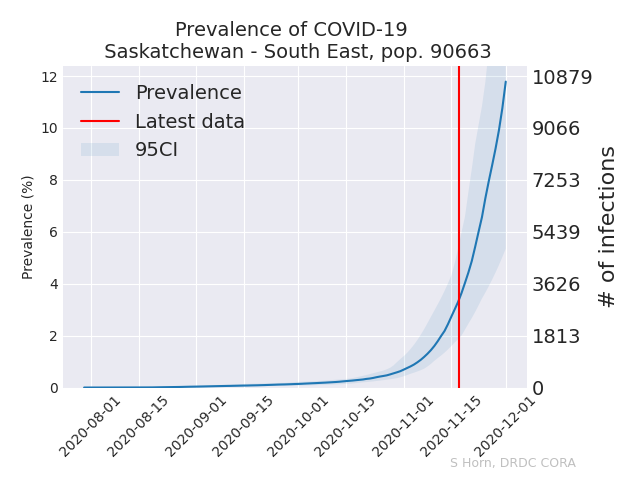 Prevalence of COVID-19
Saskatchewan - South East, pop. 90663
Prevalence
Latest data
95CI
Prevalence (%)
12
10
8
6
4
2
0
10879
9066
7253
5439
3626
1813
0
# of infections
2020-08-01
2020-08-15
2020-09-01
2020-09-15
2020-10-01
2020-10-15
2020-11-01
2020-11-15
2020-12-01
S Horn, DRDC CORA